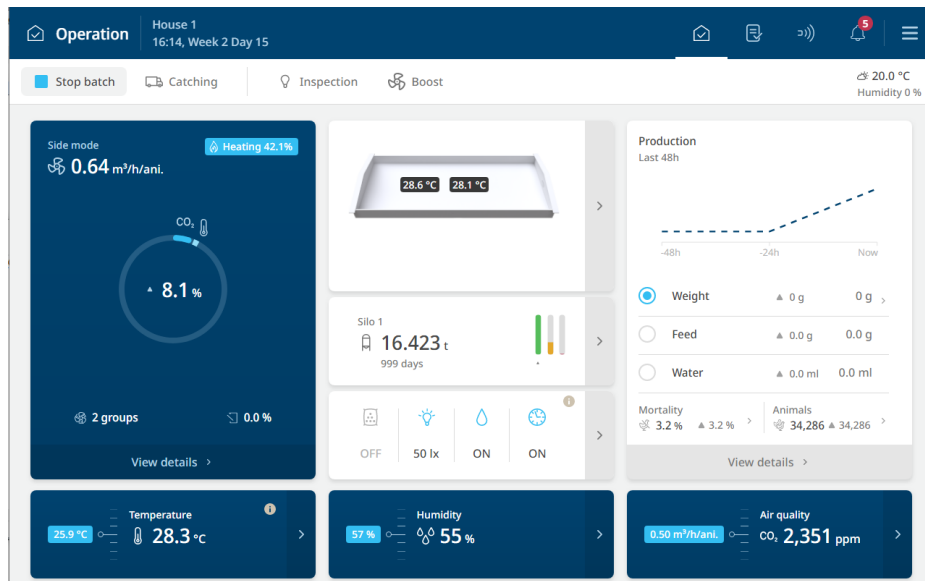 Operation
House 1
16:14, Week 2 Day 15
5
Stop batch
Catching
Inspection
Boost
20.0 °C
Humidity 0 %
Side mode
0.64 m³/h/ani.
Heating 42.1%
CO₂
▲ 8.1 %
2 groups
0.0 %
View details >
28.6 °C 28.1 °C
Silo 1
16.423 t
999 days
OFF
50 lx
ON
ON
Production
Last 48h
-48h -24h Now
Weight ▲ 0 g 0 g
Feed ▲ 0.0 g 0.0 g
Water ▲ 0.0 ml 0.0 ml
Mortality
3.2 % ▲ 3.2 %
Animals
34,286 ▲ 34,286
View details >
Temperature
25.9 °C
28.3 °C
Humidity
57 %
55 %
Air quality
0.50 m³/h/ani.
CO₂ 2,351 ppm